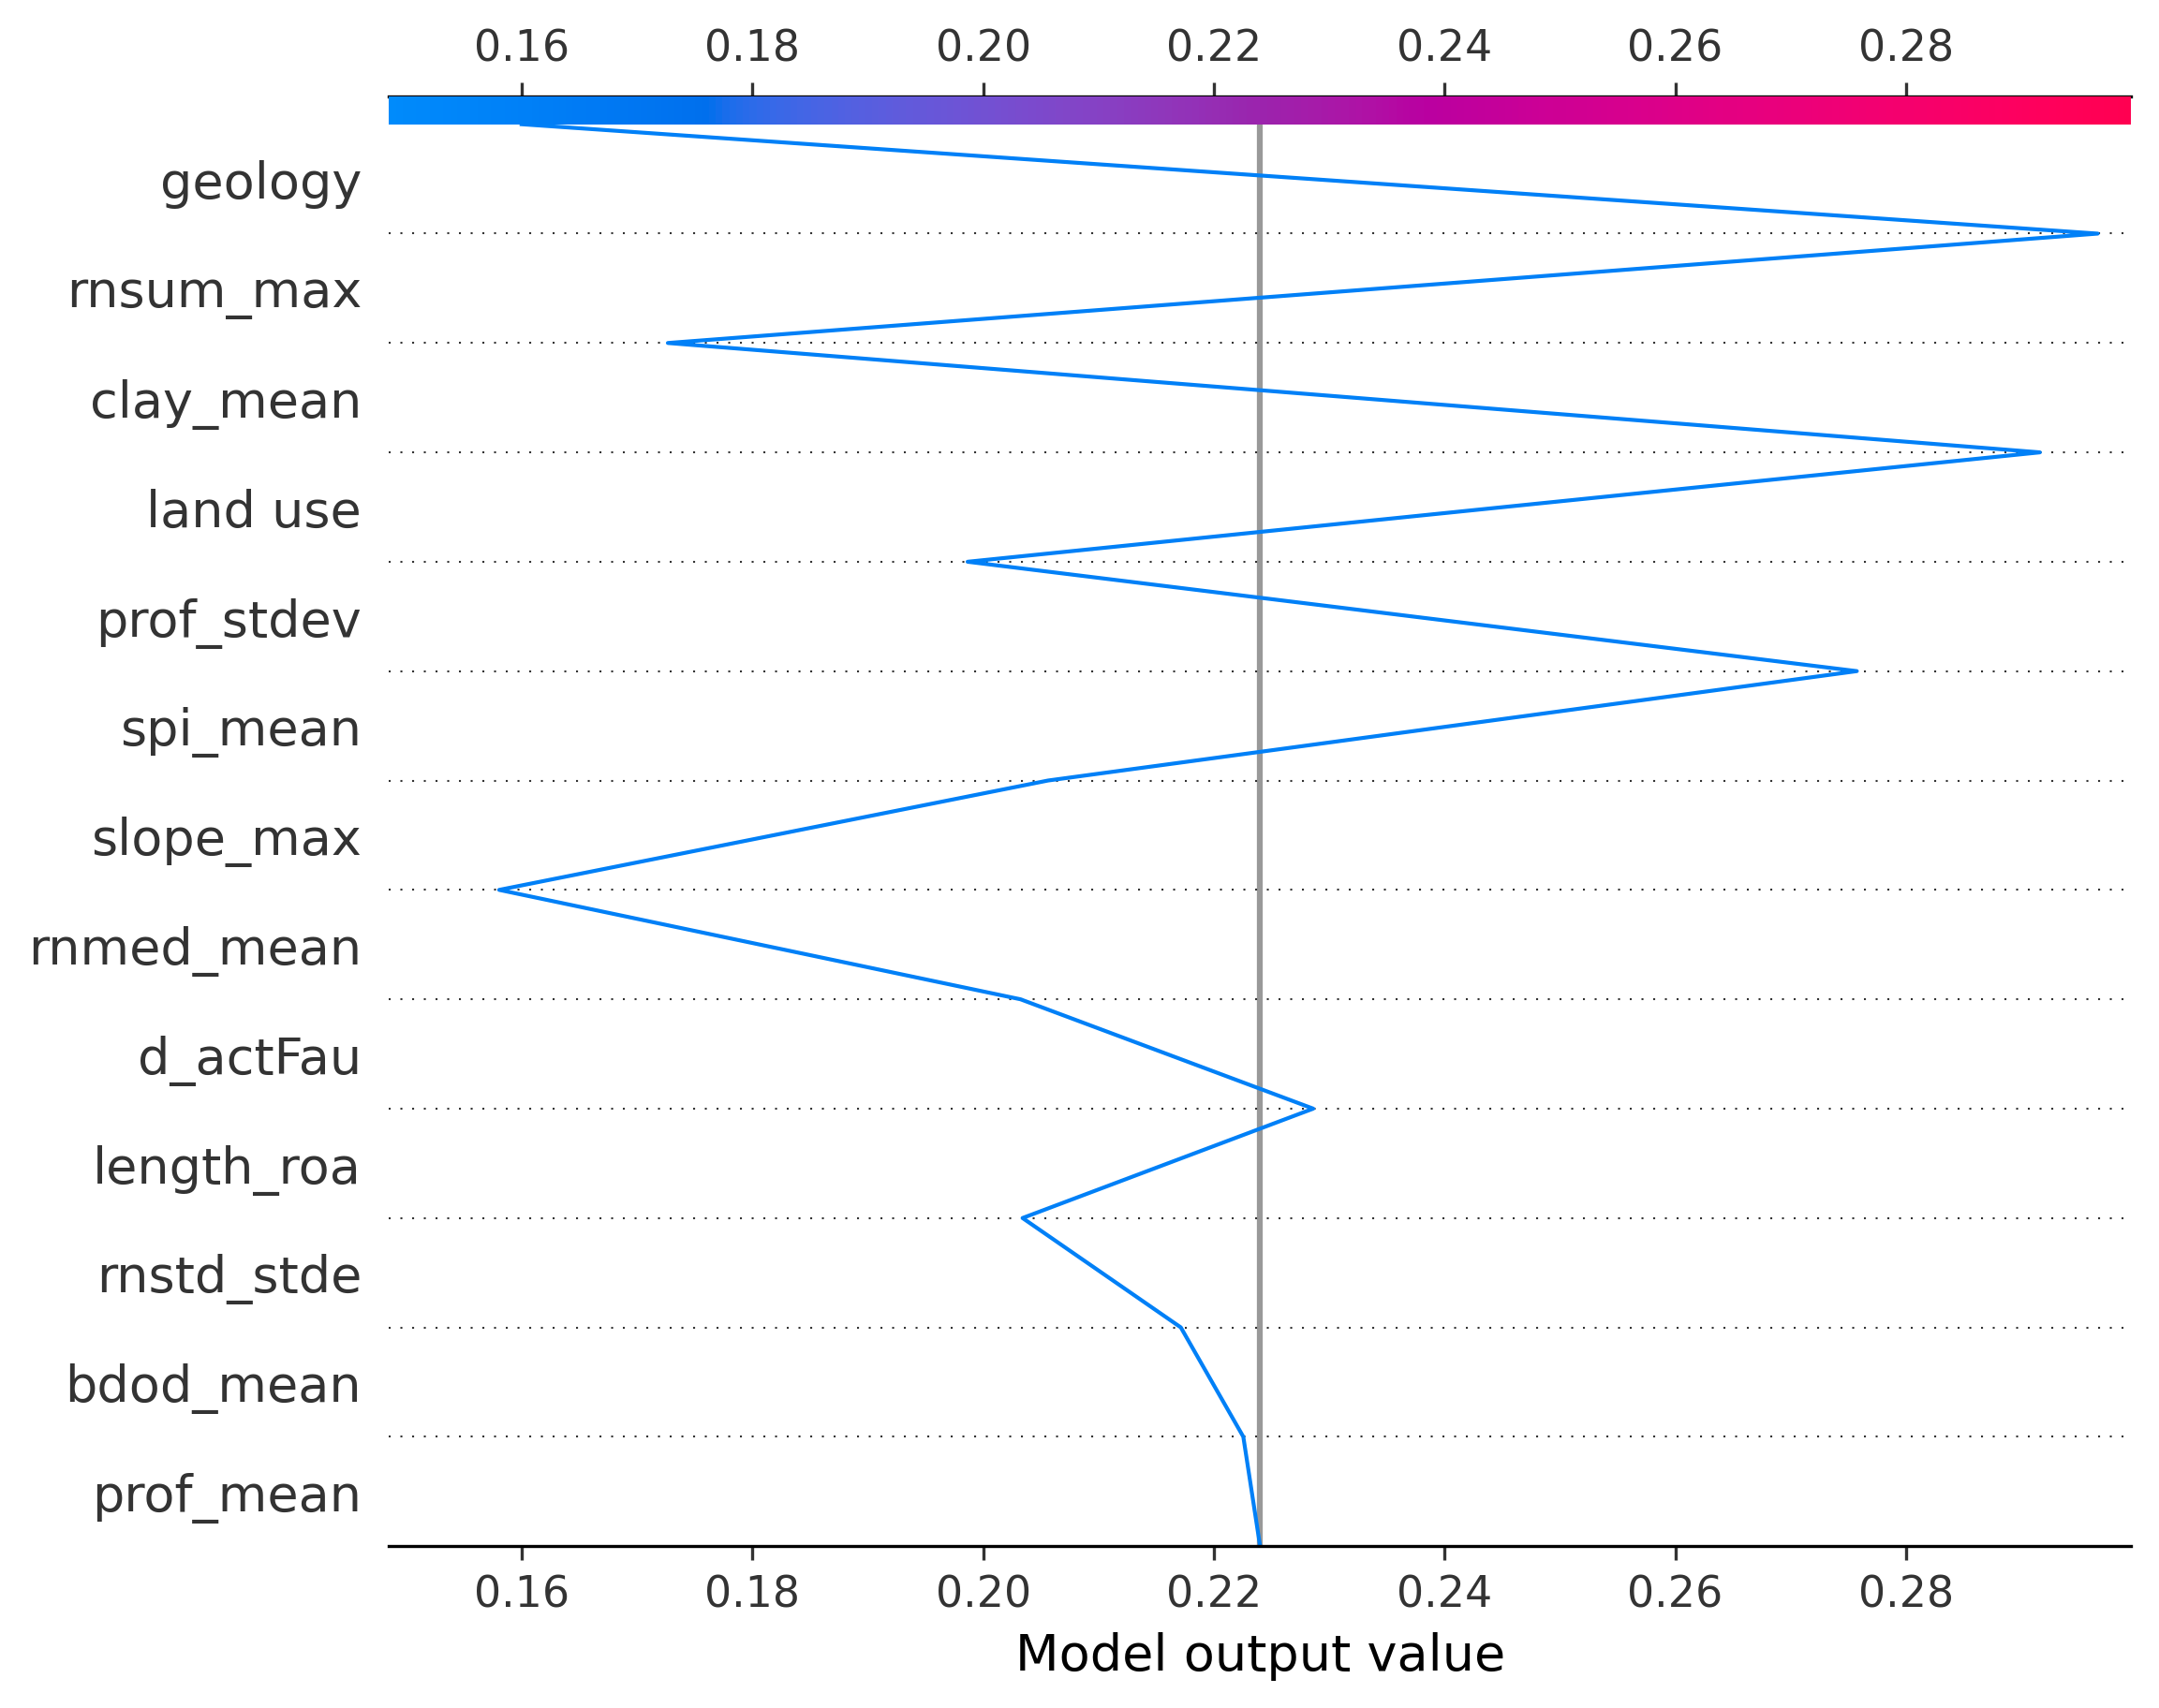 0.16 0.18 0.20 0.22 0.24 0.26 0.28
geology
rnsum_max
clay_mean
land use
prof_stdev
spi_mean
slope_max
rnmed_mean
d_actFau
length_roa
rnstd_stde
bdod_mean
prof_mean
0.16 0.18 0.20 0.22 0.24 0.26 0.28
Model output value